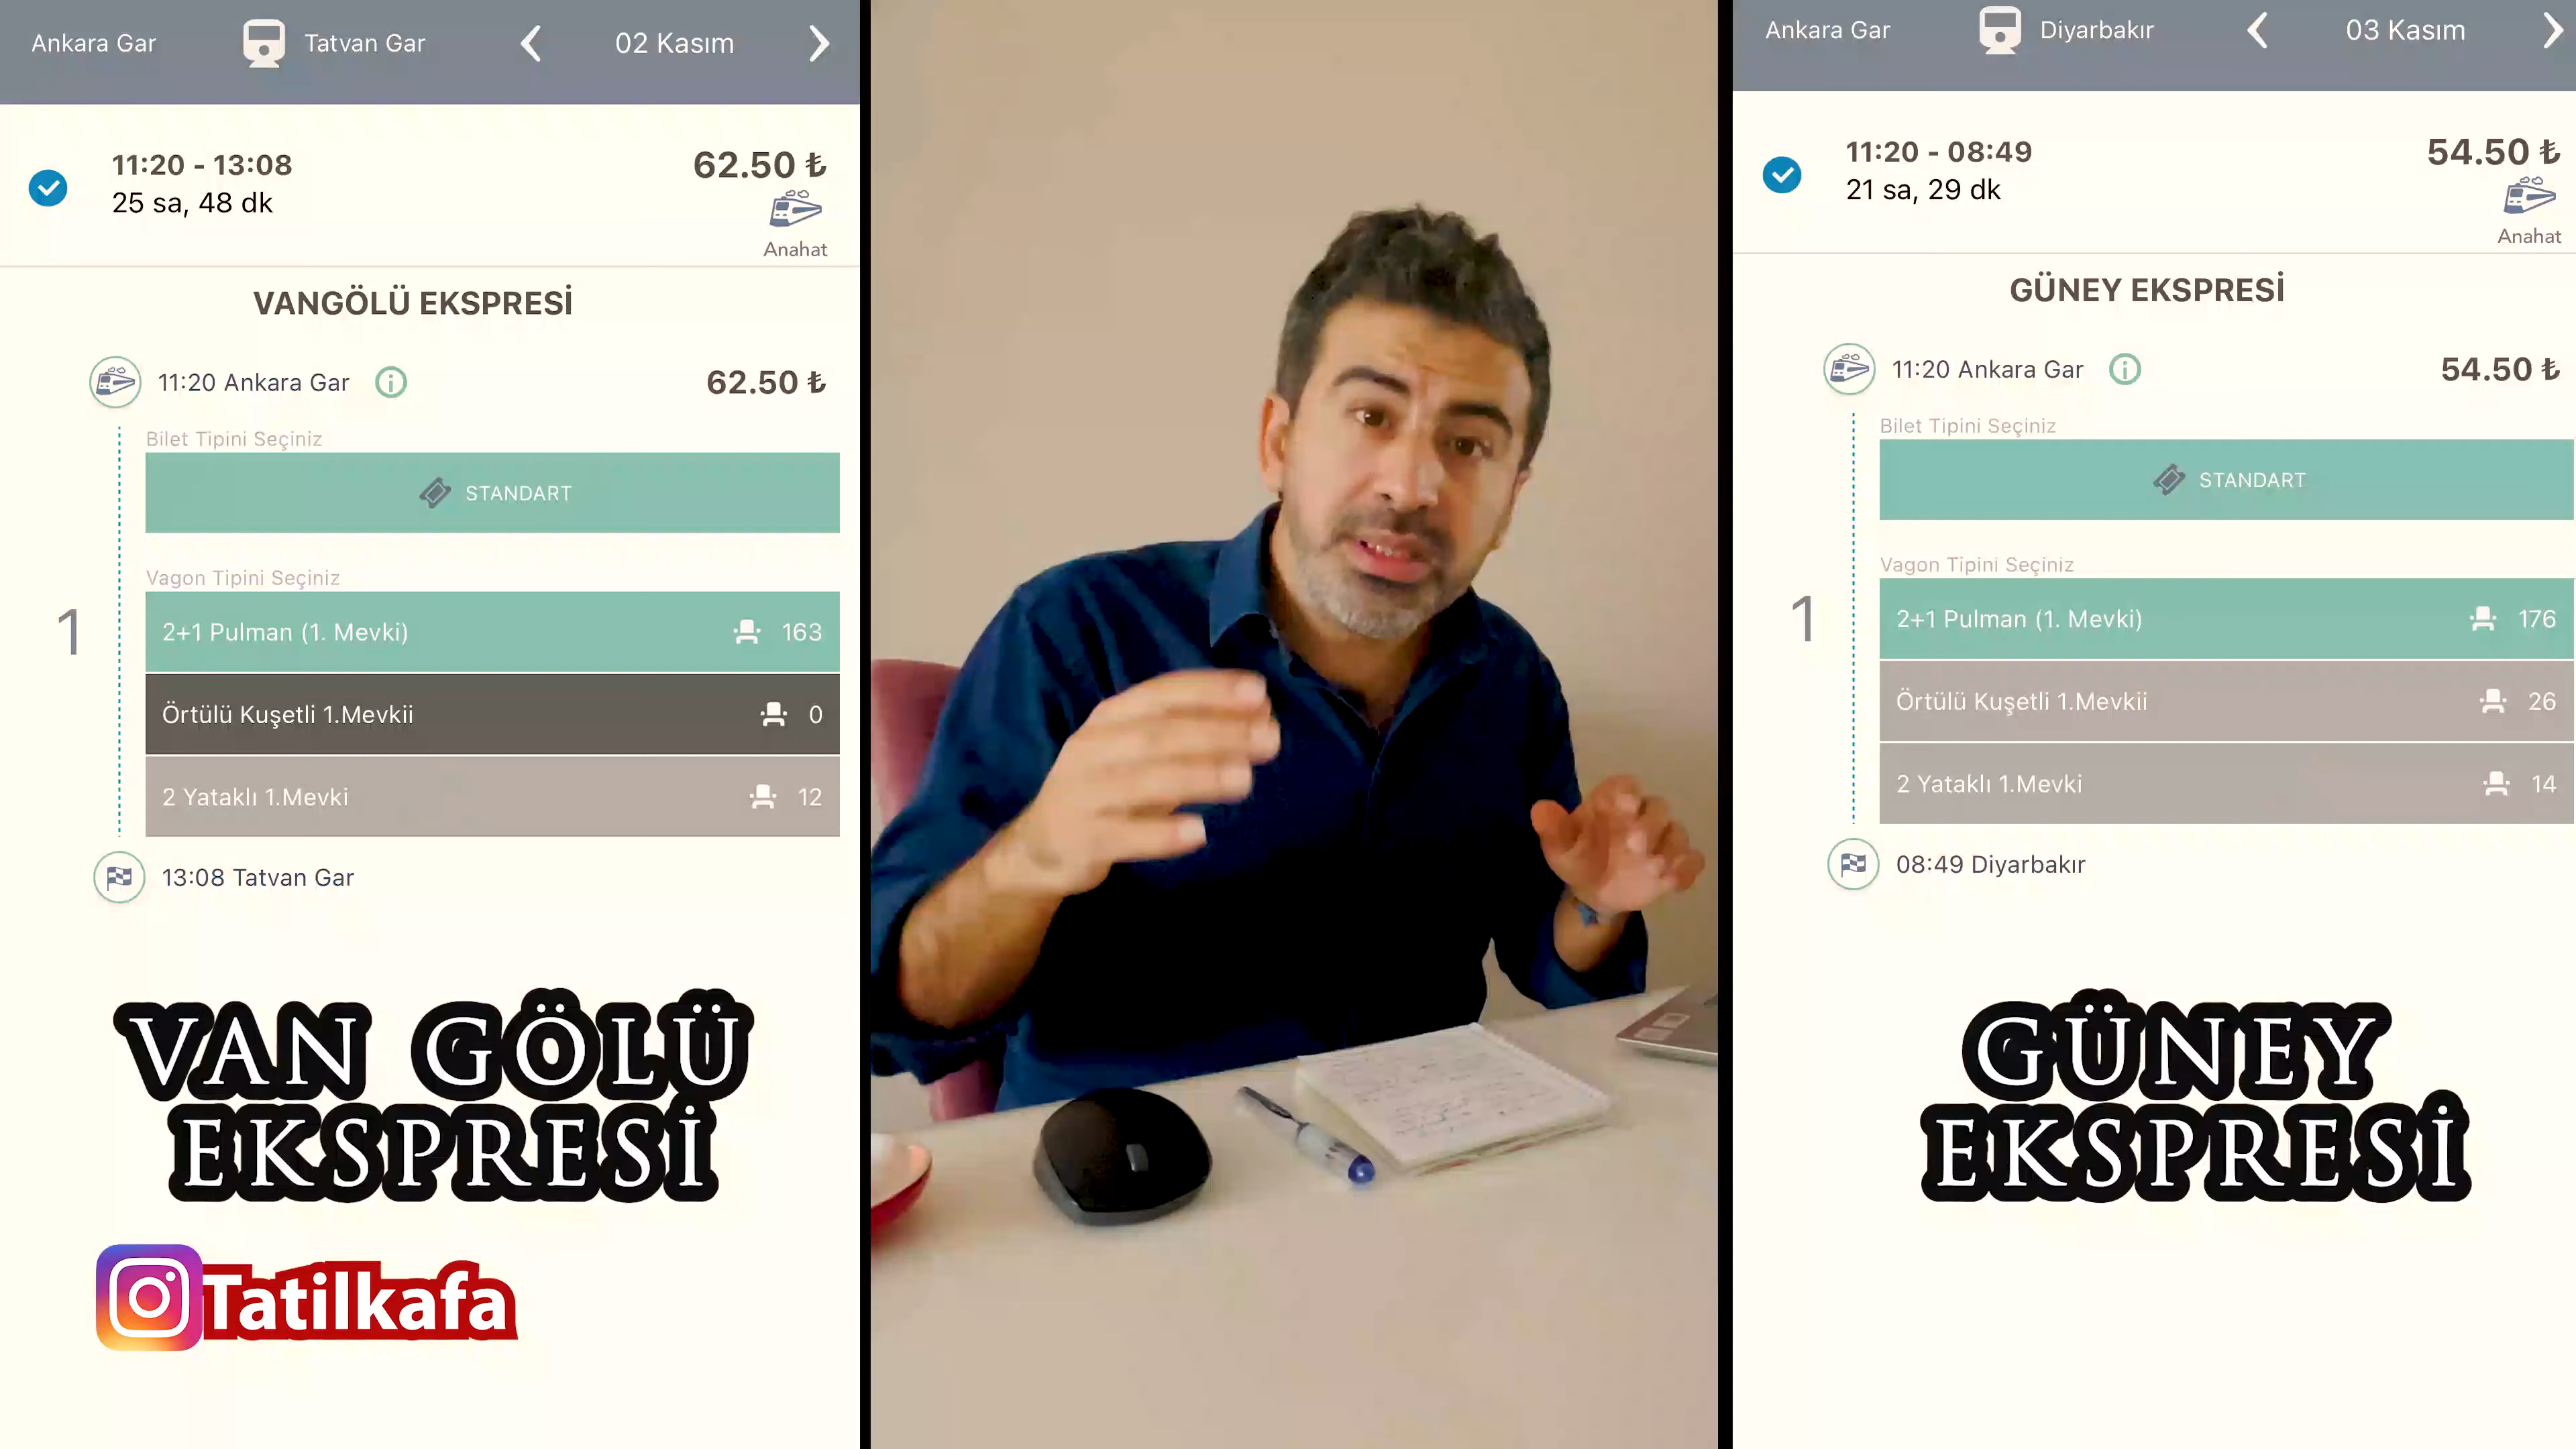 Ankara Gar Tatvan Gar 02 Kasım
11:20 - 13:08 62.50 ₺
25 sa, 48 dk
Anahat
VANGÖLÜ EKSPRESİ
11:20 Ankara Gar 62.50 ₺
Bilet Tipini Seçiniz
STANDART
Vagon Tipini Seçiniz
1
2+1 Pulman (1. Mevki) 163
Örtülü Kuşetli 1.Mevkii 0
2 Yataklı 1.Mevki 12
13:08 Tatvan Gar
VAN GÖLÜ
EKSPRESİ
Tatilkafa
Ankara Gar Diyarbakır 03 Kasım
11:20 - 08:49 54.50 ₺
21 sa, 29 dk
Anahat
GÜNEY EKSPRESİ
11:20 Ankara Gar 54.50 ₺
Bilet Tipini Seçiniz
STANDART
Vagon Tipini Seçiniz
1
2+1 Pulman (1. Mevki) 176
Örtülü Kuşetli 1.Mevkii 26
2 Yataklı 1.Mevki 14
08:49 Diyarbakır
GÜNEY
EKSPRESİ